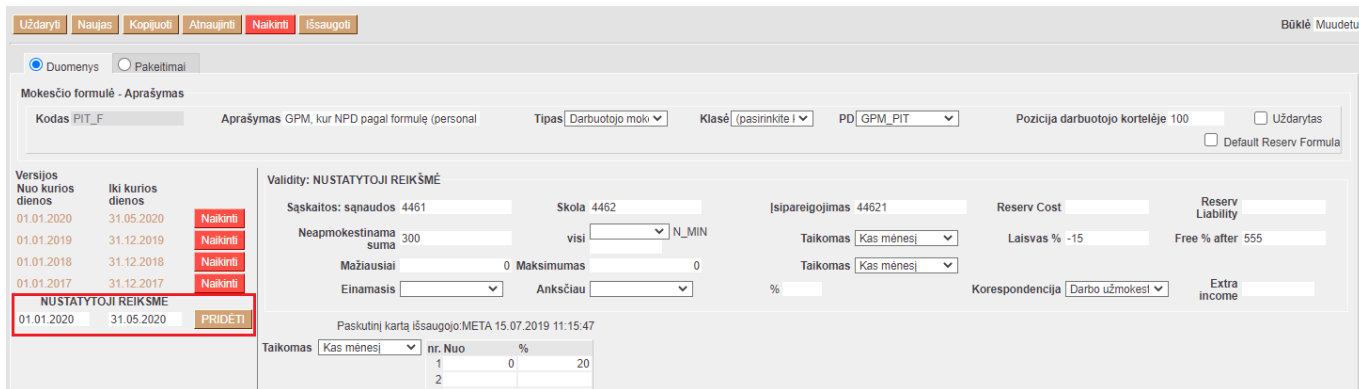 Uždaryti Naujas Kopijuoti Atnaujinti Naikinti Išsaugoti Būklė Muudetu
Duomenys Pakeitimai
Mokesčio formulė - Aprašymas
Kodas PIT_F Aprašymas GPM, kur NPD pagal formulę (personal Tipas Darbuotojo mok Klasė (pasirinkite PD GPM_PIT Pozicija darbuotojo kortelėje 100 Uždarytas
Default Reserv Formula
Versijos
Nuo kurios dienos Iki kurios dienos
01.01.2020 31.05.2020 Naikinti
01.01.2019 31.12.2019 Naikinti
01.01.2018 31.12.2018 Naikinti
01.01.2017 31.12.2017 Naikinti
NUSTATYTOJI REIKŠMĖ
01.01.2020 31.05.2020 PRIDĖTI
Validity: NUSTATYTOJI REIKŠMĖ
Sąskaitos: sąnaudos 4461 Skola 4462 Įsipareigojimas 44621 Reserv Cost Reserv Liability
Neapmokestinama suma 300 visi N_MIN Taikomas Kas mėnesį Laisvas % -15 Free % after 555
Mažiausiai 0 Maksimumas 0 Taikomas Kas mėnesį
Einamasis Anksčiau % Korespondencija Darbo užmokest Extra income
Paskutinį kartą išsaugojo:META 15.07.2019 11:15:47
Taikomas Kas mėnesį nr. Nuo %
1 0 20
2